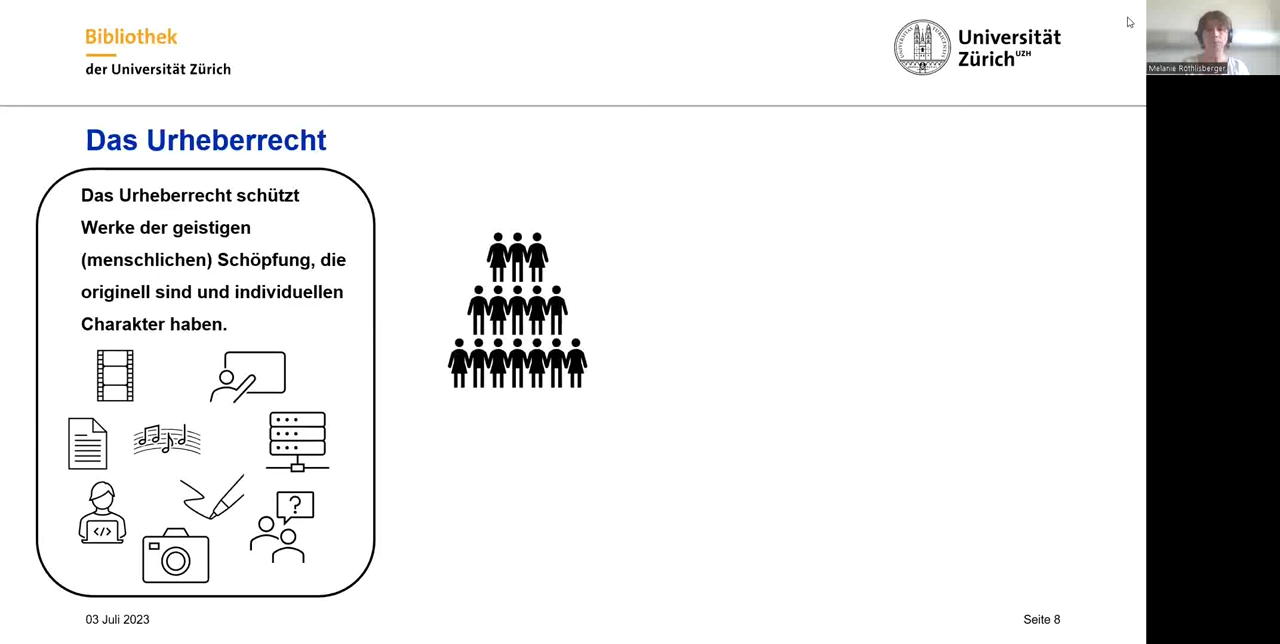 Bibliothek
der Universität Zürich
Universität
Zürich UZH
Melanie Röthlisberger
Das Urheberrecht
Das Urheberrecht schützt
Werke der geistigen
(menschlichen) Schöpfung, die
originell sind und individuellen
Charakter haben.
?
</>
03 Juli 2023
Seite 8